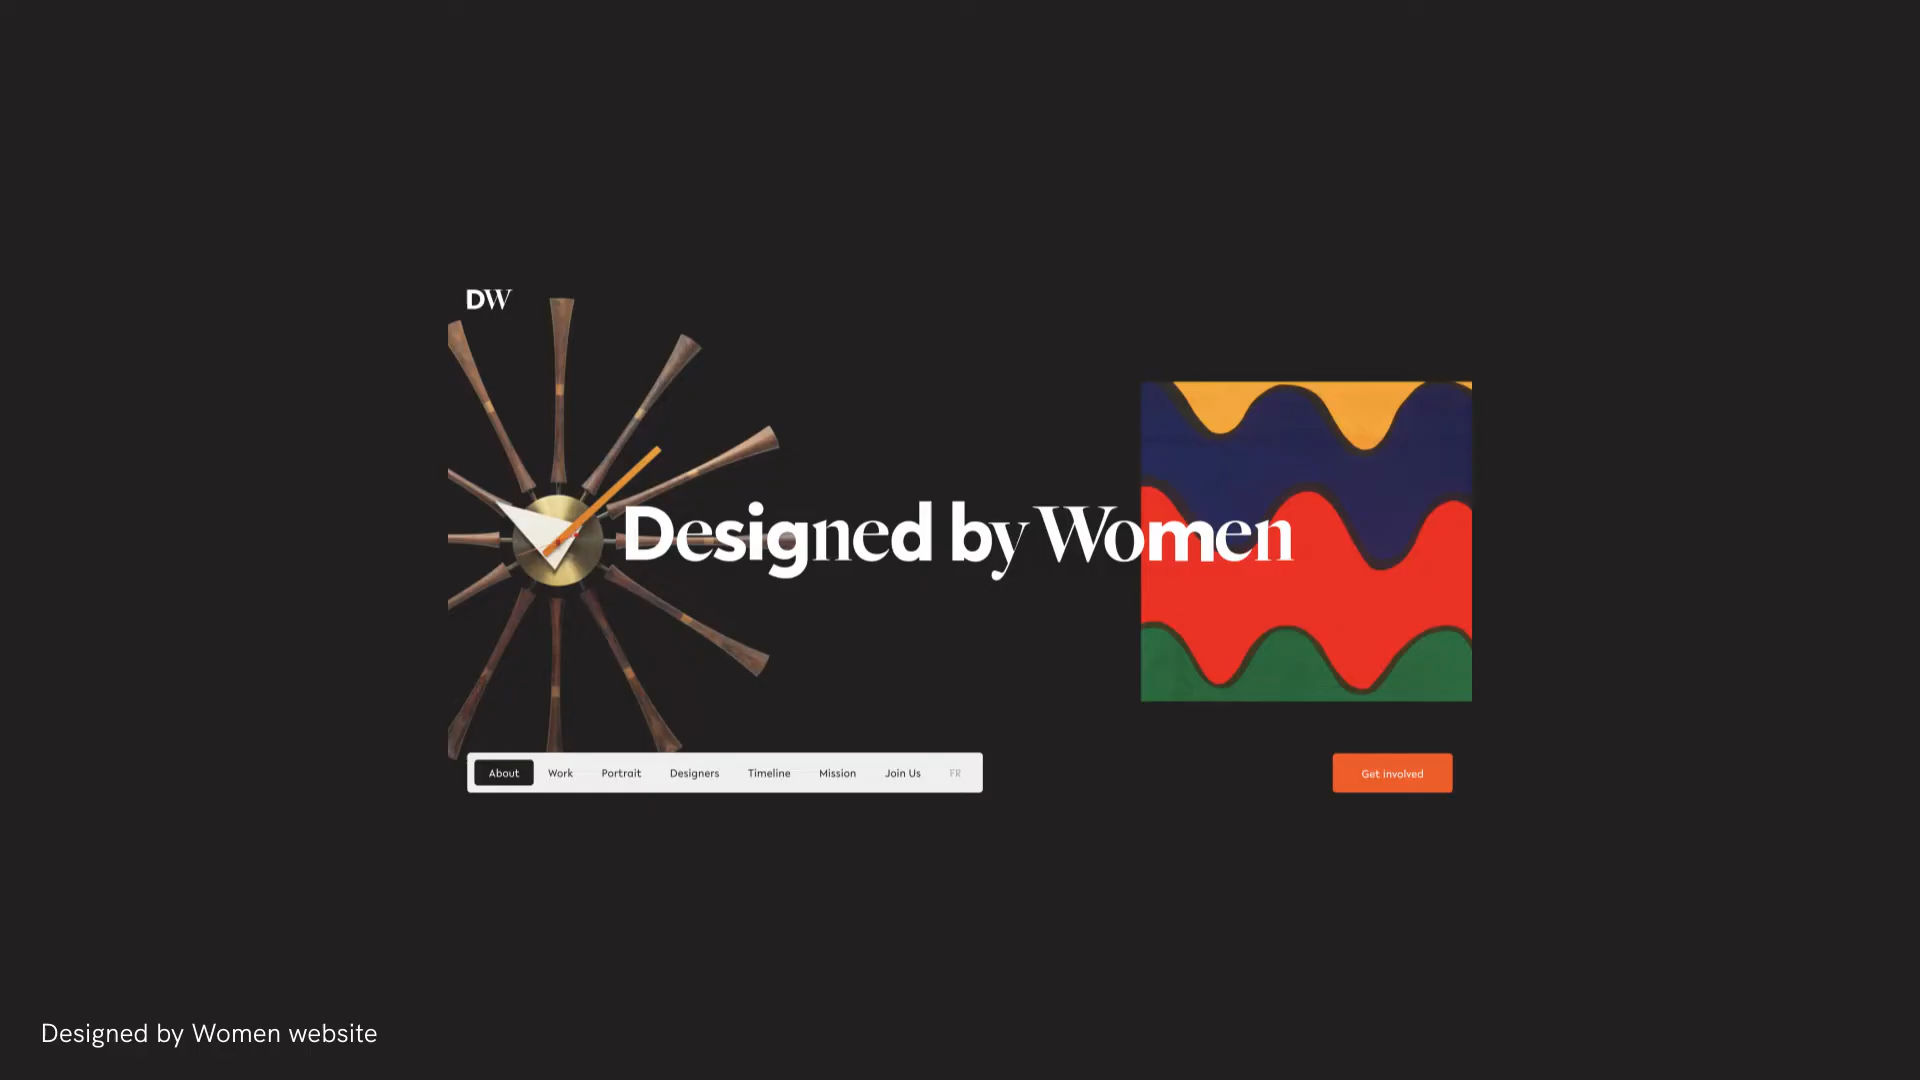 DW
Designed by Women
About Work Portrait Designers Timeline Mission Join Us FR
Get involved
Designed by Women website